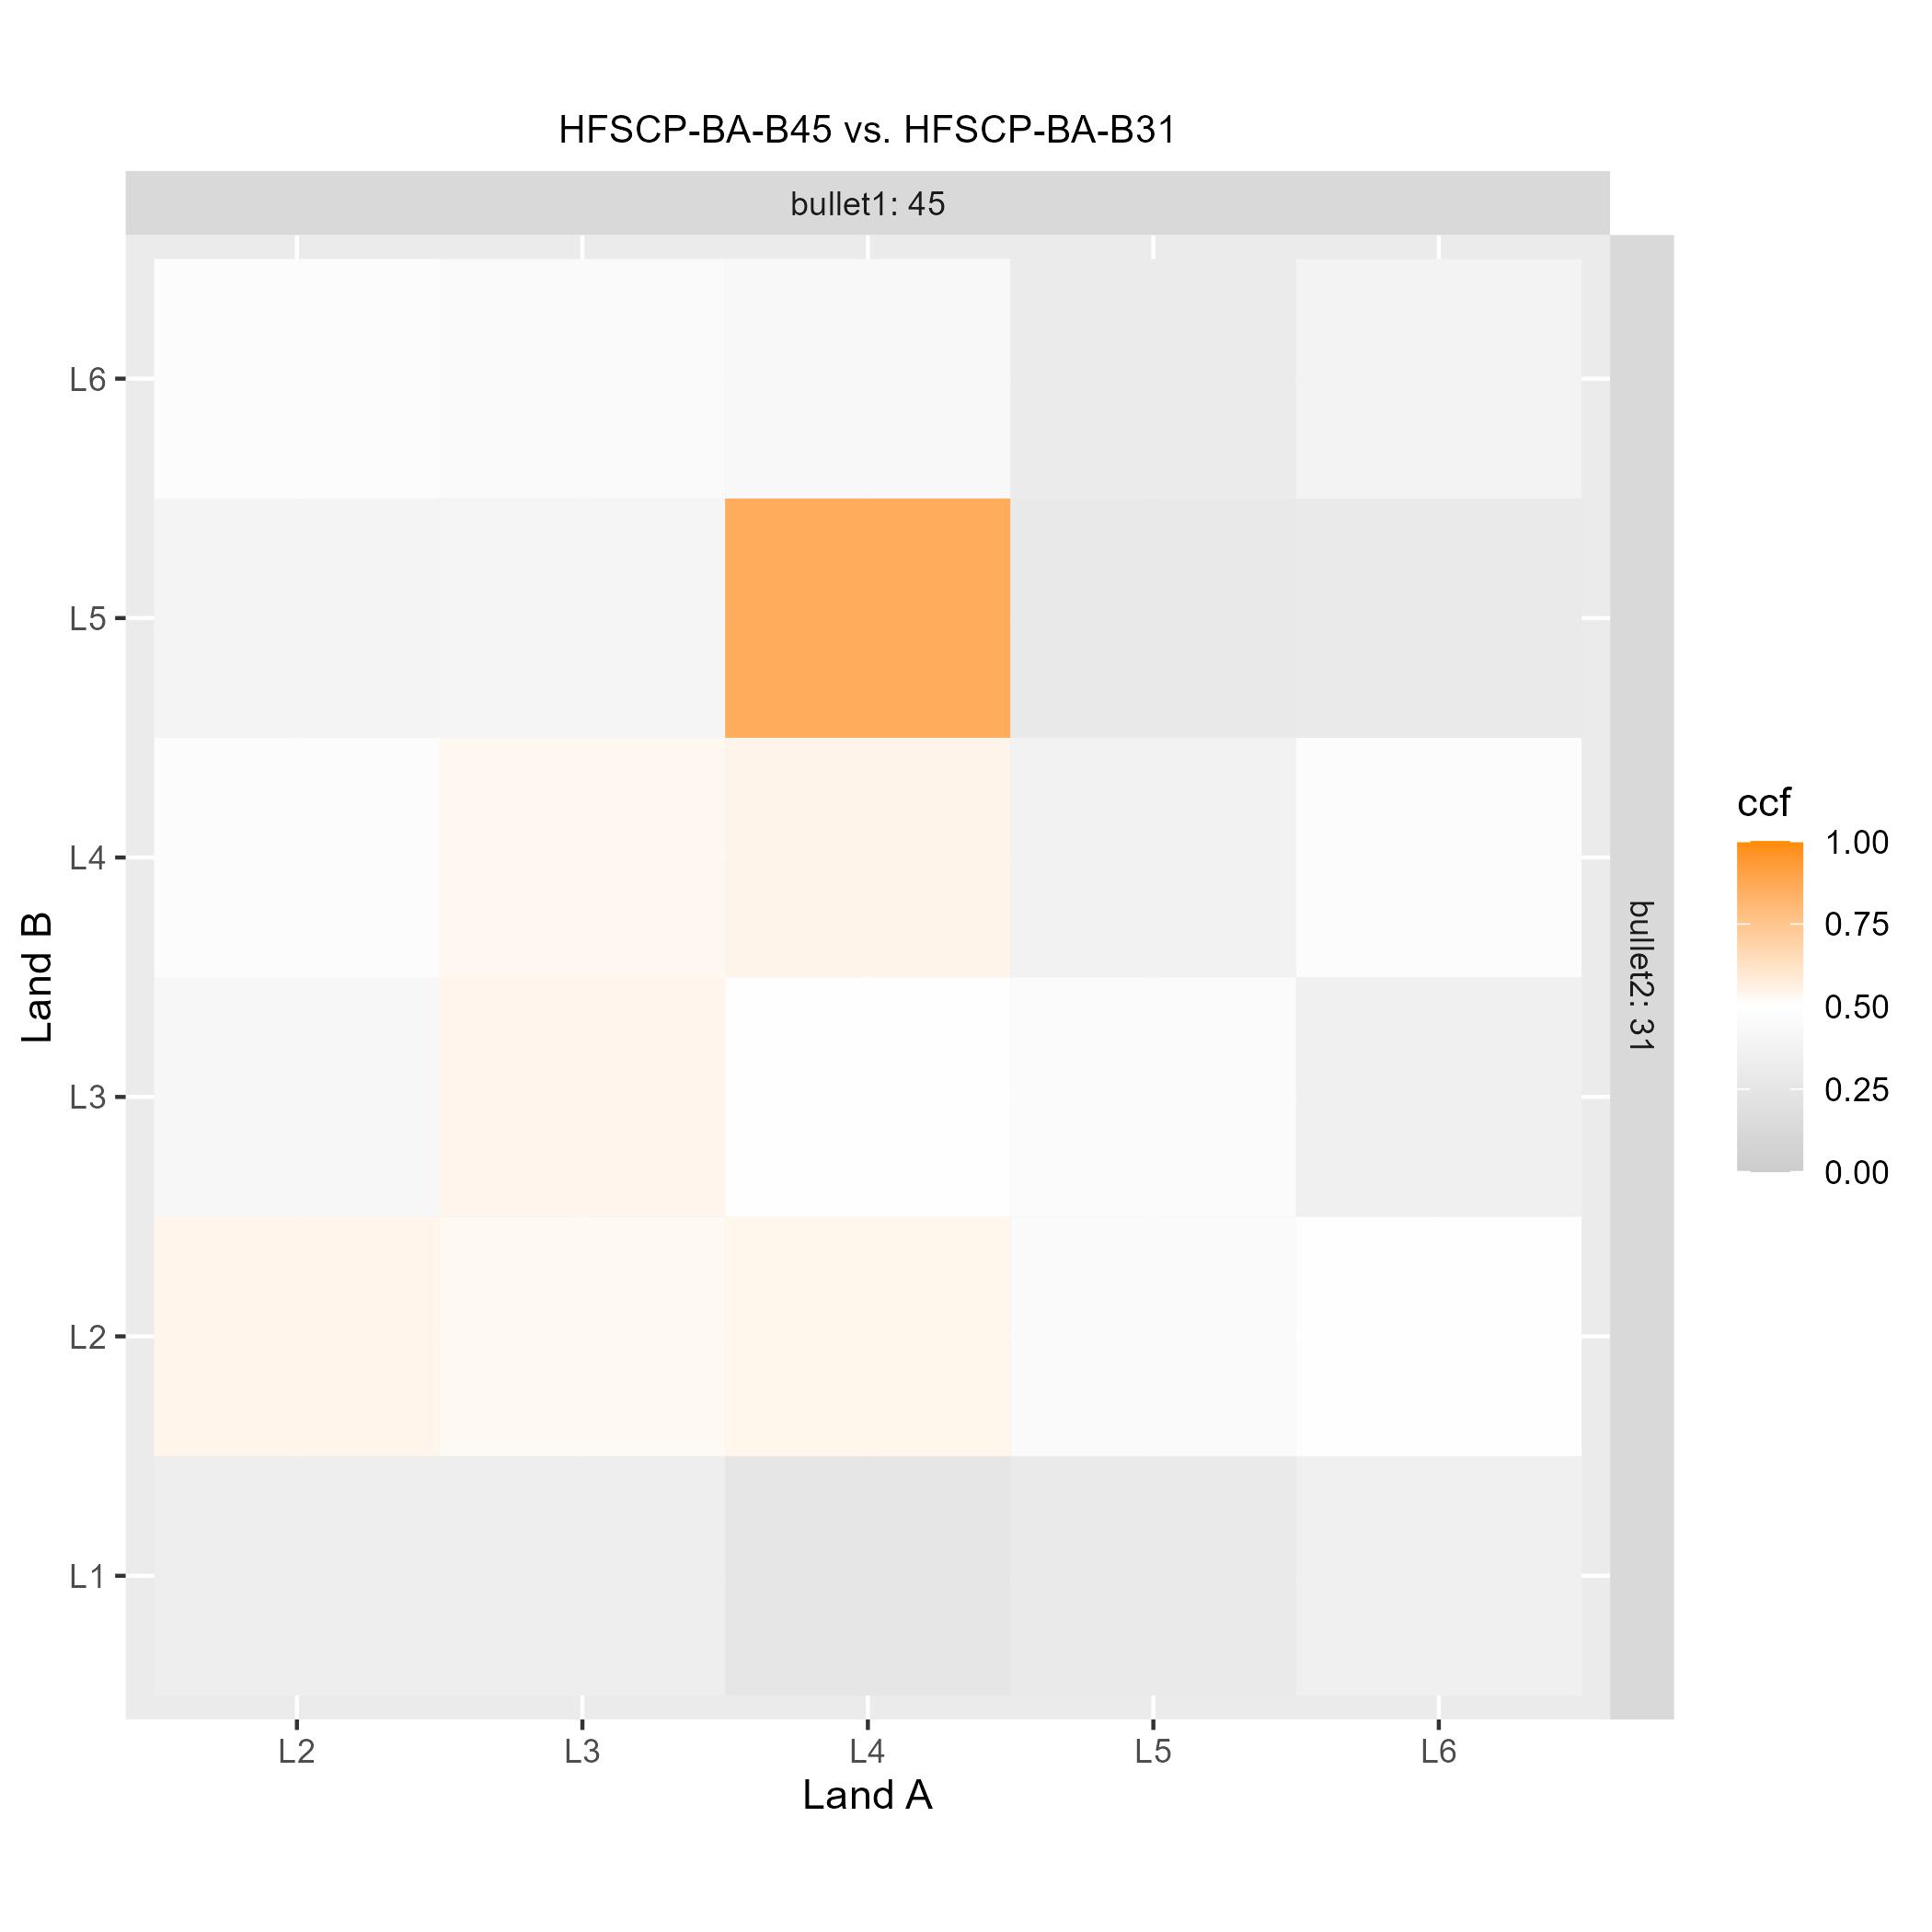 HFSCP-BA-B45 vs. HFSCP-BA-B31
bullet1: 45
L6
L5
L4
L3
L2
L1
Land B
bullet2: 31
L2
L3
L4
L5
L6
Land A
ccf
1.00
0.75
0.50
0.25
0.00